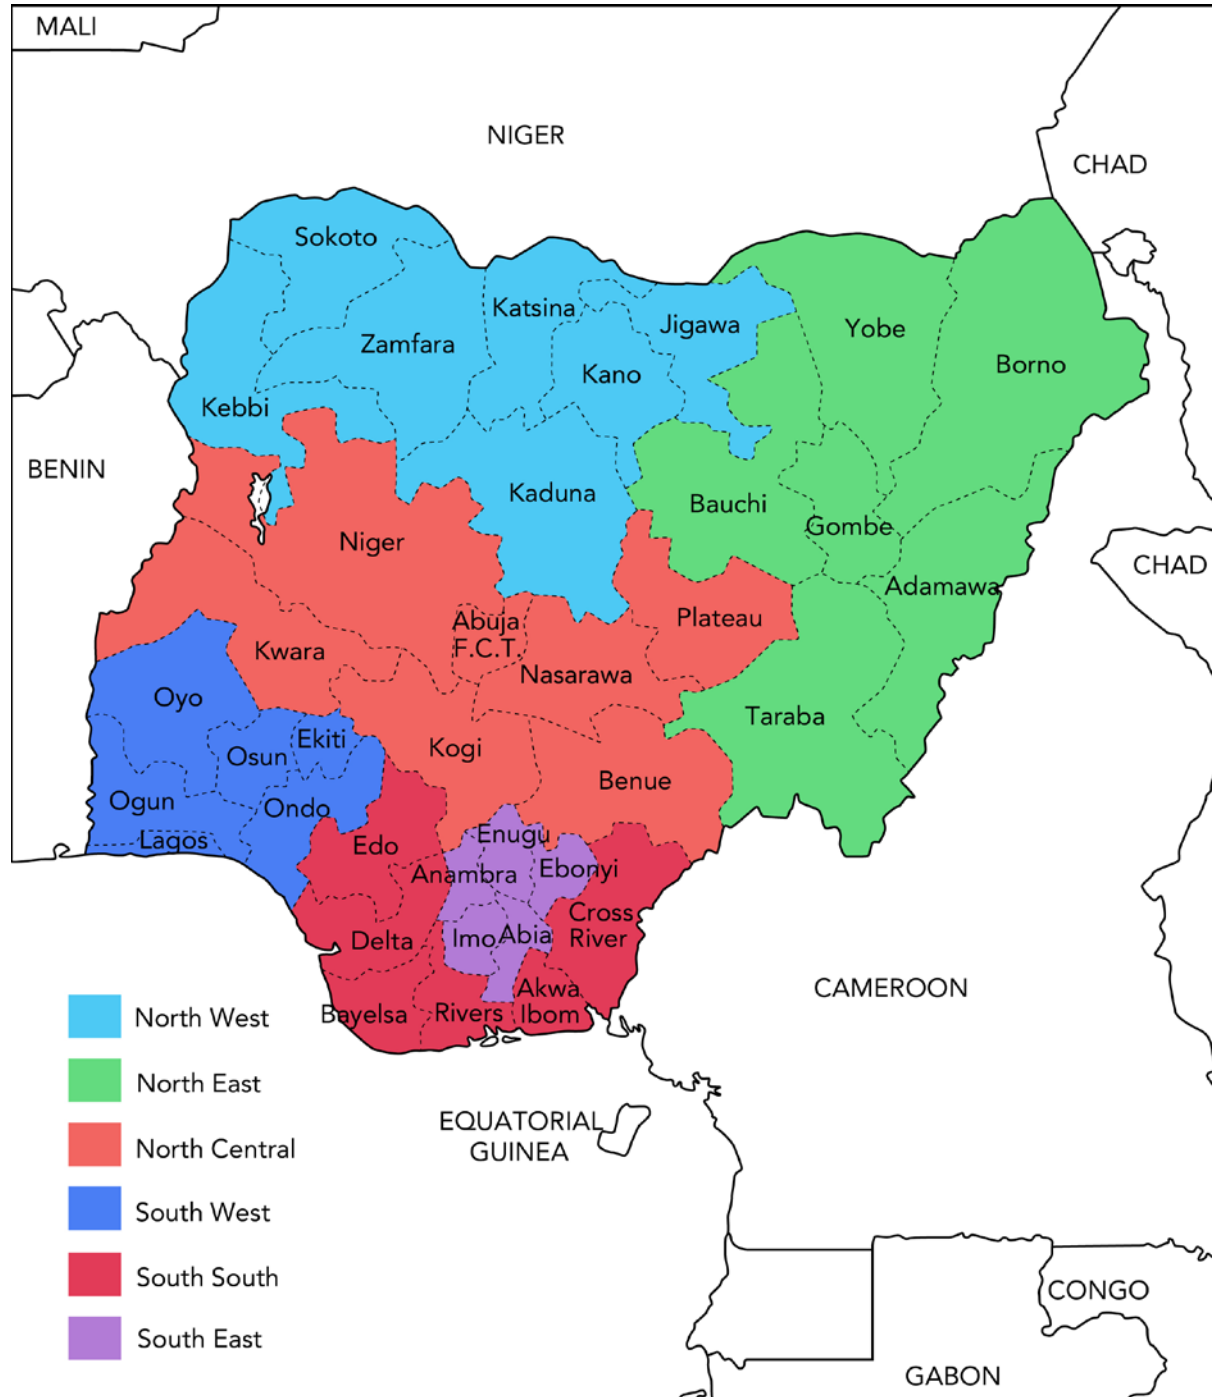 MALI
NIGER
CHAD
Sokoto
Katsina
Jigawa
Yobe
Zamfara
Kano
Borno
Kebbi
BENIN
Kaduna
Bauchi
Gombe
Niger
CHAD
Adamawa
Abuja
F.C.T.
Plateau
Kwara
Nasarawa
Oyo
Taraba
Ekiti
Osun
Kogi
Benue
Ogun
Ondo
Lagos
Enugu
Edo
Anambra
Ebonyi
Cross
River
Delta
Imo
Abia
CAMEROON
Akwa
Ibom
Bayelsa
Rivers
North West
North East
EQUATORIAL
GUINEA
North Central
South West
South South
CONGO
South East
GABON